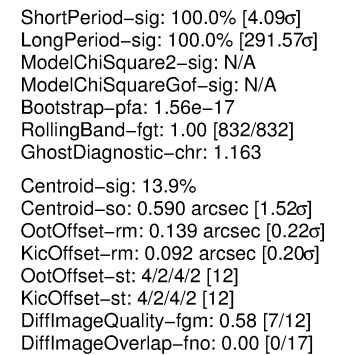 ShortPeriod−sig: 100.0% [4.09σ]
LongPeriod−sig: 100.0% [291.57σ]
ModelChiSquare2−sig: N/A
ModelChiSquareGof−sig: N/A
Bootstrap−pfa: 1.56e−17
RollingBand−fgt: 1.00 [832/832]
GhostDiagnostic−chr: 1.163
Centroid−sig: 13.9%
Centroid−so: 0.590 arcsec [1.52σ]
OotOffset−rm: 0.139 arcsec [0.22σ]
KicOffset−rm: 0.092 arcsec [0.20σ]
OotOffset−st: 4/2/4/2 [12]
KicOffset−st: 4/2/4/2 [12]
DiffImageQuality−fgm: 0.58 [7/12]
DiffImageOverlap−fno: 0.00 [0/17]